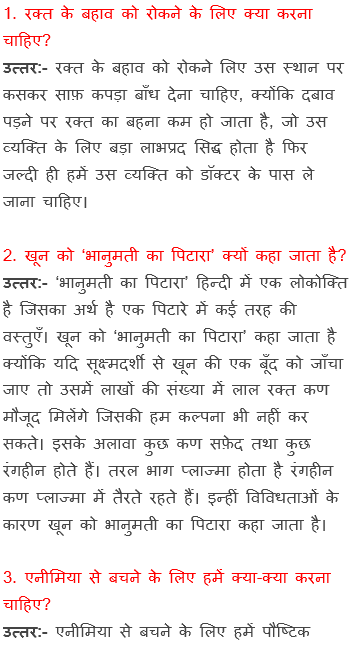 1. रक्त के बहाव को रोकने के लिए क्या करना
चाहिए?
उत्तर:- रक्त के बहाव को रोकने लिए उस स्थान पर
कसकर साफ़ कपड़ा बाँध देना चाहिए, क्योंकि दबाव
पड़ने पर रक्त का बहना कम हो जाता है, जो उस
व्यक्ति के लिए बड़ा लाभप्रद सिद्ध होता है फिर
जल्दी ही हमें उस व्यक्ति को डॉक्टर के पास ले
जाना चाहिए।
2. खून को ‘भानुमती का पिटारा’ क्यों कहा जाता है?
उत्तर:- ‘भानुमती का पिटारा’ हिन्दी में एक लोकोक्ति
है जिसका अर्थ है एक पिटारे में कई तरह की
वस्तुएँ। खून को ‘भानुमती का पिटारा’ कहा जाता है
क्योंकि यदि सूक्ष्मदर्शी से खून की एक बूँद को जाँचा
जाए तो उसमें लाखों की संख्या में लाल रक्त कण
मौजूद मिलेंगे जिसकी हम कल्पना भी नहीं कर
सकते। इसके अलावा कुछ कण सफ़ेद तथा कुछ
रंगहीन होते हैं। तरल भाग प्लाज्मा होता है रंगहीन
कण प्लाज्मा में तैरते रहते हैं। इन्हीं विविधताओं के
कारण खून को भानुमती का पिटारा कहा जाता है।
3. एनीमिया से बचने के लिए हमें क्या-क्या करना
चाहिए?
उत्तर:- एनीमिया से बचने के लिए हमें पौष्टिक